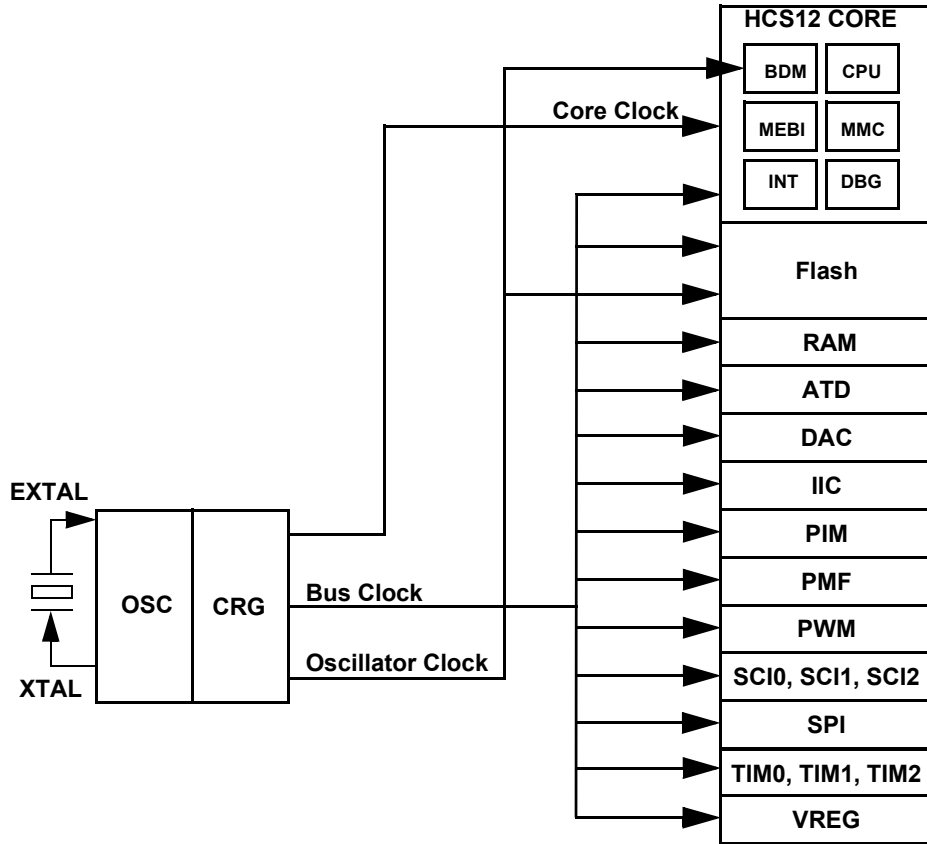 HCS12 CORE
BDM
CPU
Core Clock
MEBI
MMC
INT
DBG
Flash
RAM
ATD
DAC
IIC
EXTAL
PIM
PMF
OSC
CRG
Bus Clock
PWM
Oscillator Clock
XTAL
SCI0, SCI1, SCI2
SPI
TIM0, TIM1, TIM2
VREG